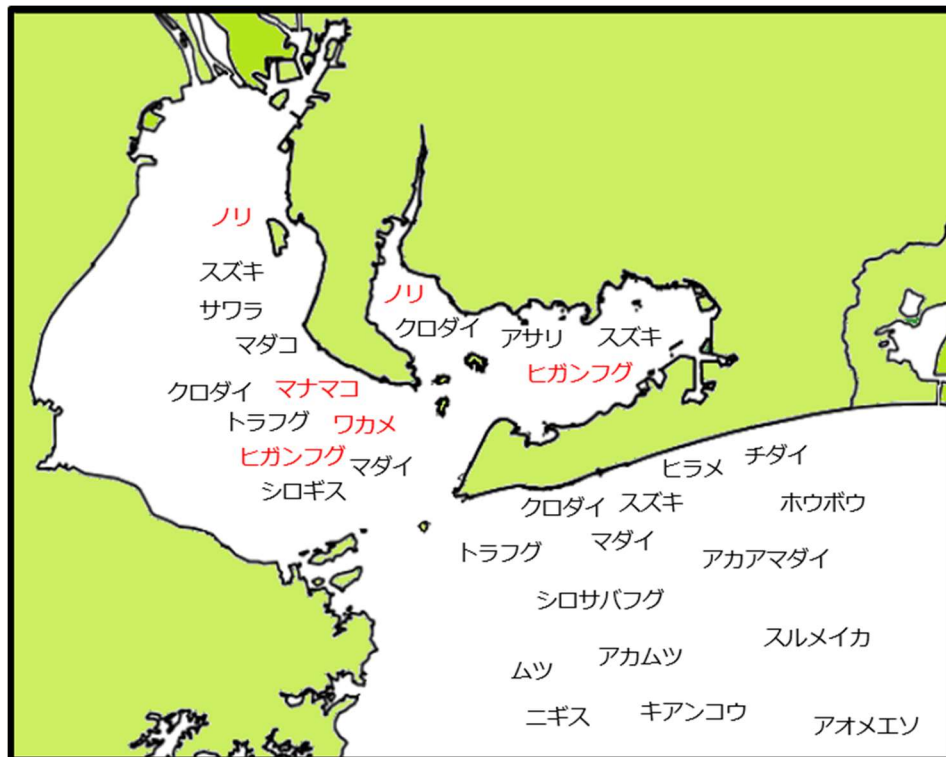 ノリ
スズキ
サワラ
マダコ
クロダイ
マナマコ
トラフグ
ワカメ
ヒガンフグ
マダイ
シロギス
ノリ
クロダイ
アサリ
スズキ
ヒガンフグ
ヒラメ
チダイ
クロダイ
スズキ
ホウボウ
トラフグ
マダイ
アカアマダイ
シロサバフグ
スルメイカ
ムツ
アカムツ
ニギス
キアンコウ
アオメエソ